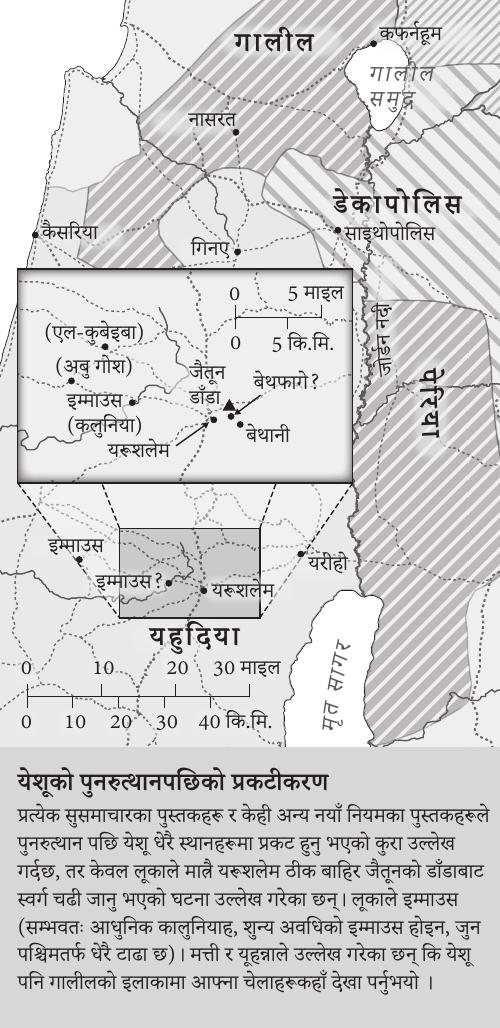 गालील
कफर्नहूम
गालील
समुद्र
नासरत
डेकापोलिस
कैसरिया
साइथोपोलिस
गिनए
0 5 माइल
0 5 कि.मि.
(एल-कुबेइबा)
(अबु गोश)
जैतून
डाँडा
बेथफागे?
इम्माउस
(कलुनिया)
बेथानी
यरूशलेम
जोर्डन नदी
पेरिया
इम्माउस
यरीहो
इम्माउस?
यरूशलेम
यहुदिया
मृत सागर
0 10 20 30 माइल
0 10 20 30 40 कि.मि.
येशूको पुनरुत्थानपछिको प्रकटीकरण
प्रत्येक सुसमाचारका पुस्तकहरू र केही अन्य नयाँ नियमका पुस्तकहरूले
पुनरुत्थान पछि येशू धेरै स्थानहरूमा प्रकट हुनु भएको कुरा उल्लेख
गर्दछ, तर केवल लूकाले मात्रै यरूशलेम ठीक बाहिर जैतूनको डाँडाबाट
स्वर्ग चढी जानु भएको घटना उल्लेख गरेका छन्। लूकाले इम्माउस
(सम्भवतः आधुनिक कालुनियाह, शुन्य अवधिको इम्माउस होइन, जुन
पश्चिमतर्फ धेरै टाढा छ)। मत्ती र यूहन्नाले उल्लेख गरेका छन् कि येशू
पनि गालीलको इलाकामा आफ्ना चेलाहरूकहाँ देखा पर्नुभयो ।